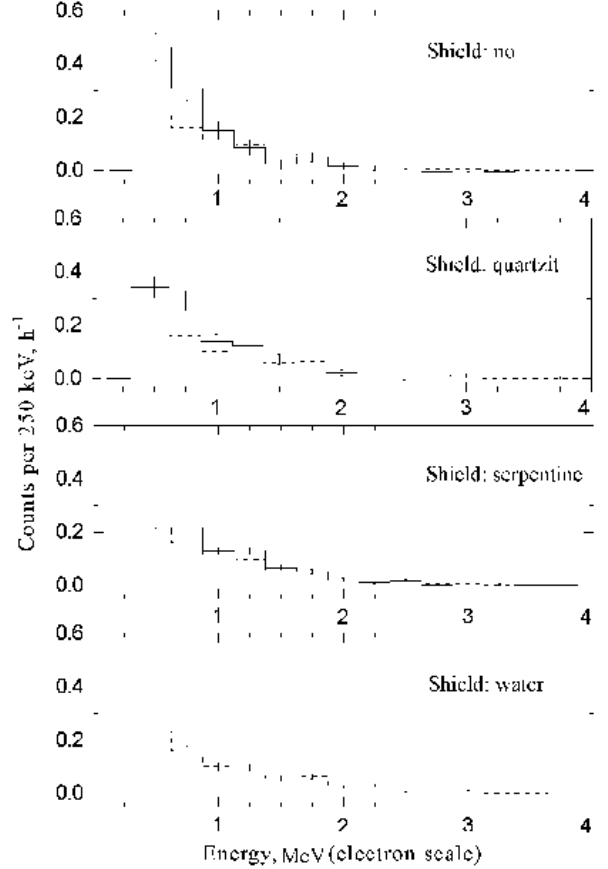 0.6
Shield: no
0.4
0.2
0.0
1 2 3 4
0.6
Shield. quartzit
0.4
0.2
0.0
1 2 3 4
0.6
Shield: serpentine
0.4
0.2
0.0
1 2 3 4
0.6
Shield: water
0.4
0.2
0.0
1 2 3 4
Counts per 250 keV, h⁻¹
Energy, MeV (electron scale)